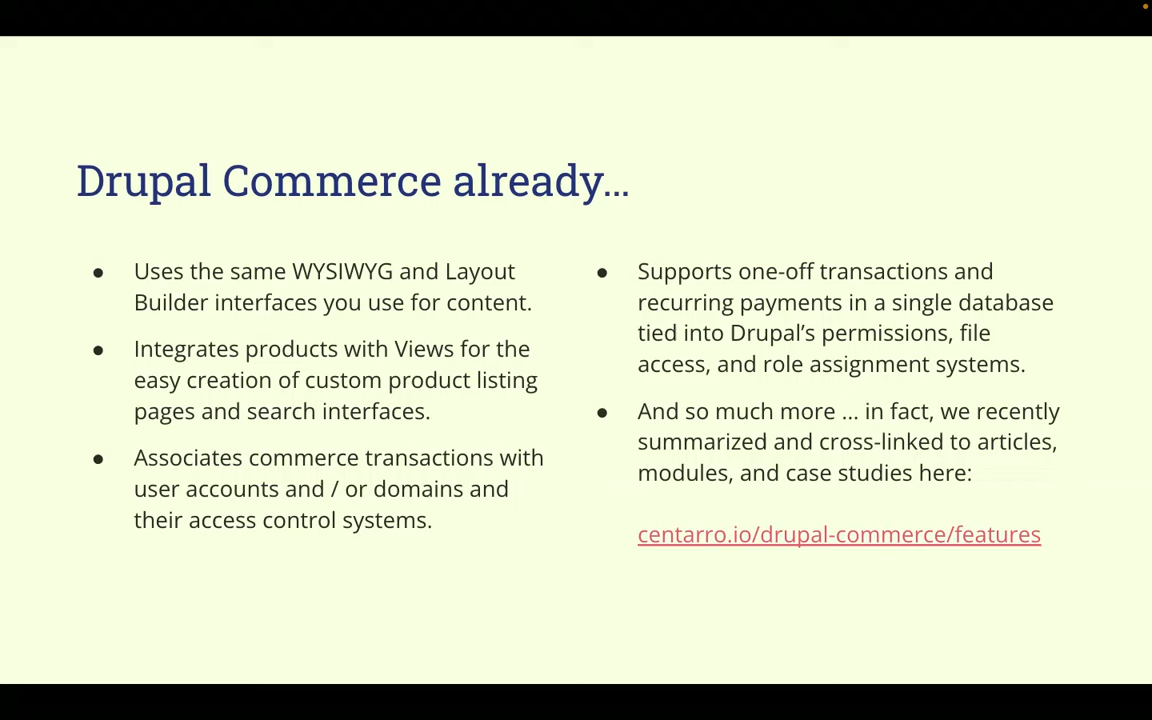 Drupal Commerce already…
● Uses the same WYSIWYG and Layout
Builder interfaces you use for content.
● Integrates products with Views for the
easy creation of custom product listing
pages and search interfaces.
● Associates commerce transactions with
user accounts and / or domains and
their access control systems.
● Supports one-off transactions and
recurring payments in a single database
tied into Drupal’s permissions, file
access, and role assignment systems.
● And so much more … in fact, we recently
summarized and cross-linked to articles,
modules, and case studies here:
centarro.io/drupal-commerce/features